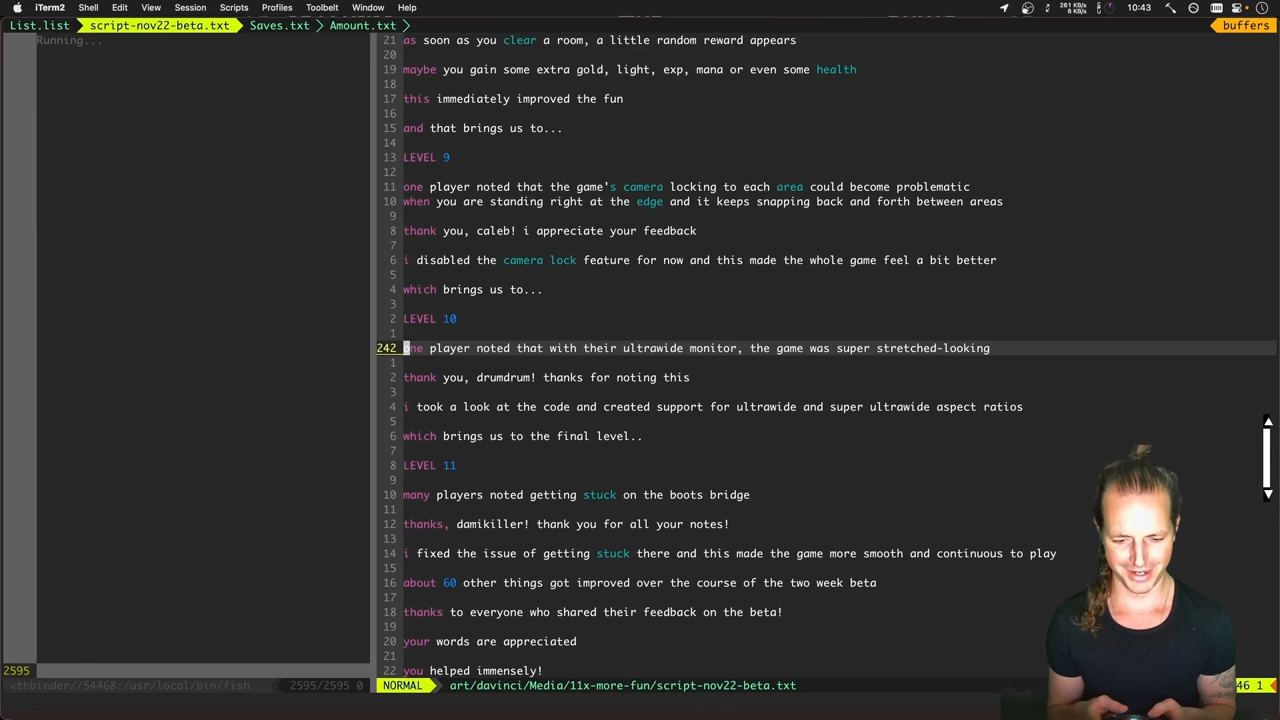 iTerm2 Shell Edit View Session Scripts Profiles Toolbelt Window Help 261 KB/s 6 KB/s 10:43
List.list script-nov22-beta.txt Saves.txt Amount.txt buffers
Running...
21 as soon as you clear a room, a little random reward appears
20
19 maybe you gain some extra gold, light, exp, mana or even some health
18
17 this immediately improved the fun
16
15 and that brings us to...
14
13 LEVEL 9
12
11 one player noted that the game's camera locking to each area could become problematic
10 when you are standing right at the edge and it keeps snapping back and forth between areas
9
8 thank you, caleb! i appreciate your feedback
7
6 i disabled the camera lock feature for now and this made the whole game feel a bit better
5
4 which brings us to...
3
2 LEVEL 10
1
242 one player noted that with their ultrawide monitor, the game was super stretched-looking
1
2 thank you, drumdrum! thanks for noting this
3
4 i took a look at the code and created support for ultrawide and super ultrawide aspect ratios
5
6 which brings us to the final level..
7
8 LEVEL 11
9
10 many players noted getting stuck on the boots bridge
11
12 thanks, damikiller! thank you for all your notes!
13
14 i fixed the issue of getting stuck there and this made the game more smooth and continuous to play
15
16 about 60 other things got improved over the course of the two week beta
17
18 thanks to everyone who shared their feedback on the beta!
19
20 your words are appreciated
21
22 you helped immensely!
2595
<thbinder//54468:/usr/local/bin/fish 2595/2595 0 NORMAL art/davinci/Media/11x-more-fun/script-nov22-beta.txt 46 1